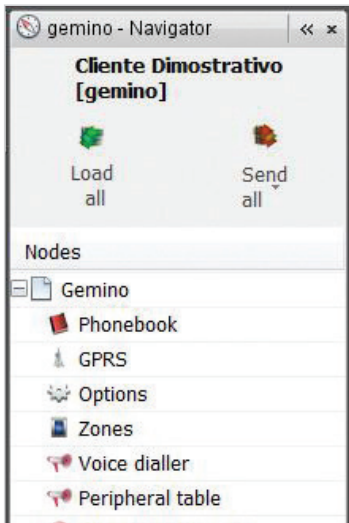 gemino - Navigator
Cliente Dimostrativo
[gemino]
Load
all
Send
all
Nodes
Gemino
Phonebook
GPRS
Options
Zones
Voice dialler
Peripheral table